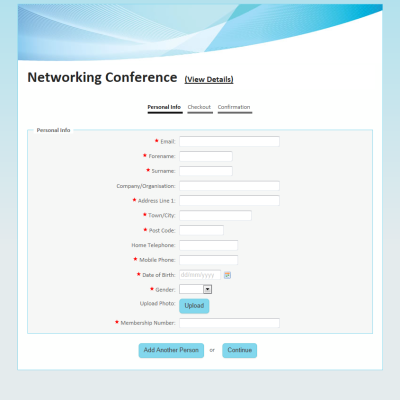 Networking Conference (View Details)
Personal Info Checkout Confirmation
Personal Info
* Email:
* Forename:
* Surname:
Company/Organisation:
* Address Line 1:
* Town/City:
* Post Code:
Home Telephone:
* Mobile Phone:
* Date of Birth: dd/mm/yyyy
* Gender:
Upload Photo: Upload
* Membership Number:
Add Another Person or Continue